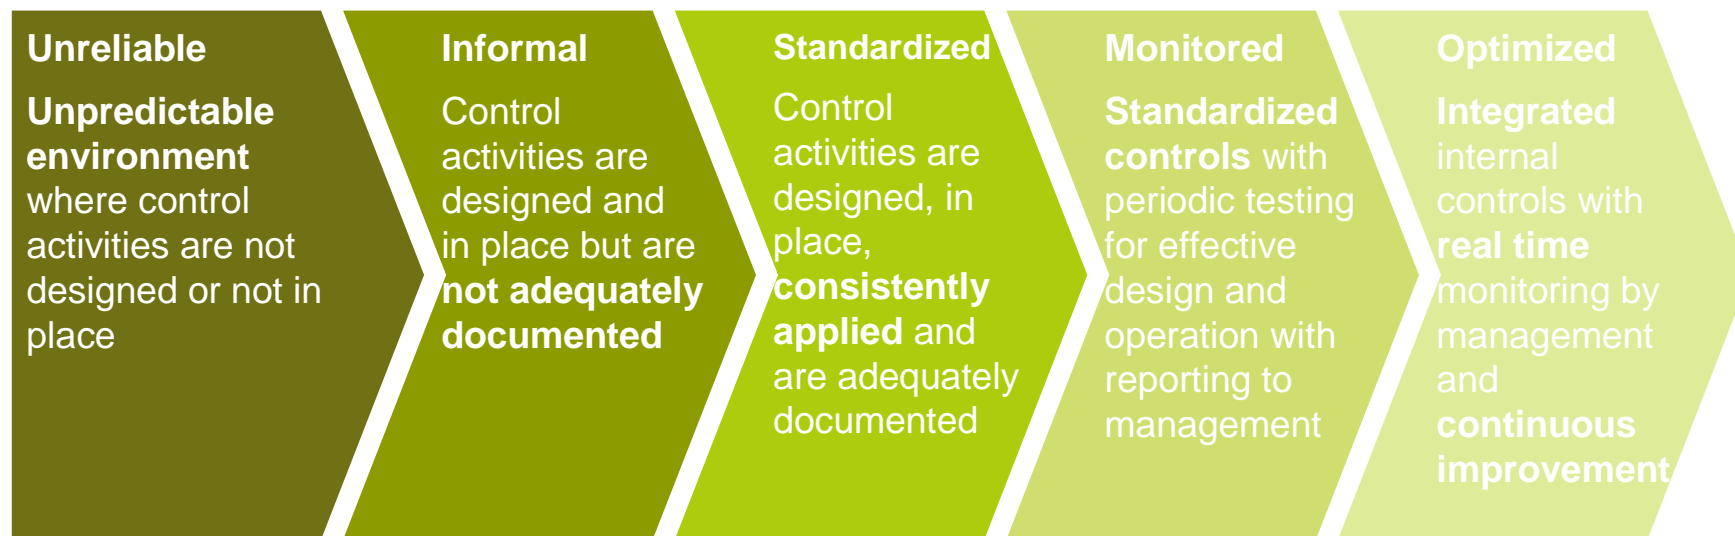 Unreliable
Unpredictable
environment
where control
activities are not
designed or not in
place
Informal
Control
activities are
designed and
in place but are
not adequately
documented
Standardized
Control
activities are
designed, in
place,
consistently
applied and
are adequately
documented
Monitored
Standardized
controls with
periodic testing
for effective
design and
operation with
reporting to
management
Optimized
Integrated
internal
controls with
real time
monitoring by
management
and
continuous
improvement